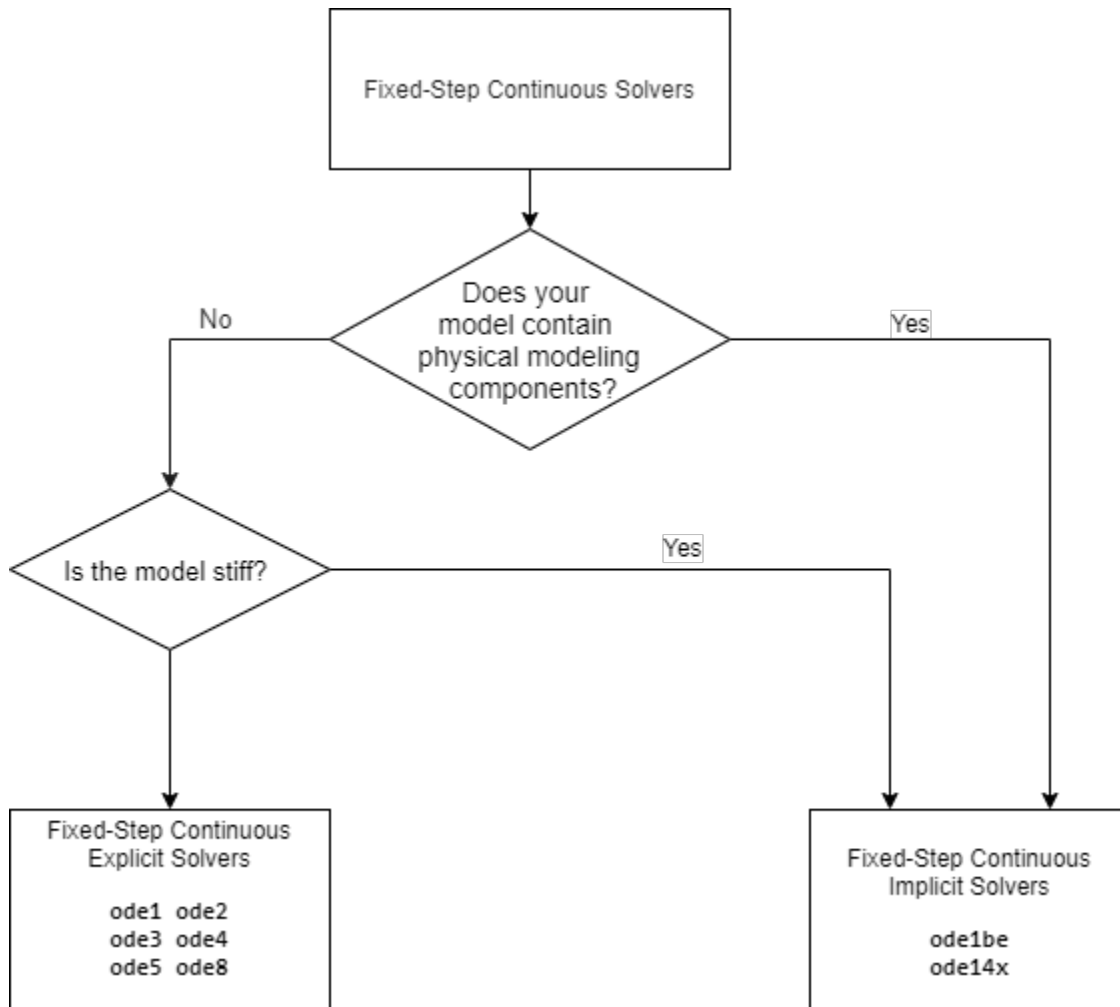 Fixed-Step Continuous Solvers
Does your
model contain
physical modeling
components?
No
Yes
Is the model stiff?
Yes
Fixed-Step Continuous
Explicit Solvers
ode1 ode2
ode3 ode4
ode5 ode8
Fixed-Step Continuous
Implicit Solvers
ode1be
ode14x